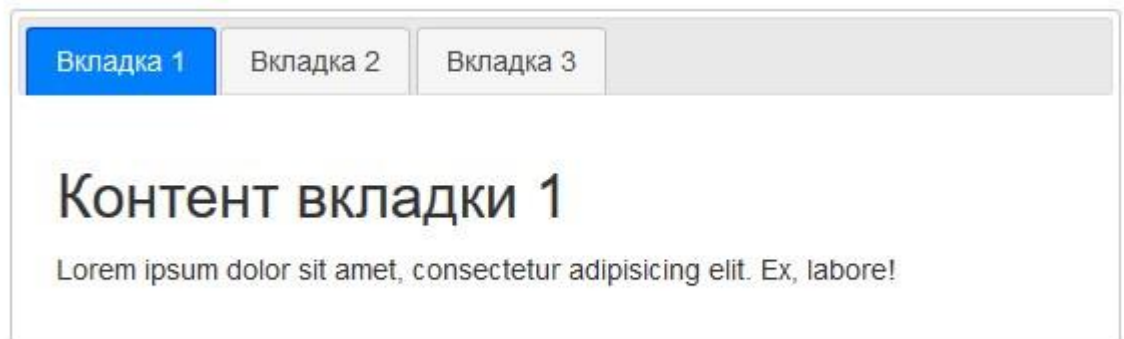 Вкладка 1 Вкладка 2 Вкладка 3
Контент вкладки 1
Lorem ipsum dolor sit amet, consectetur adipisicing elit. Ex, labore!